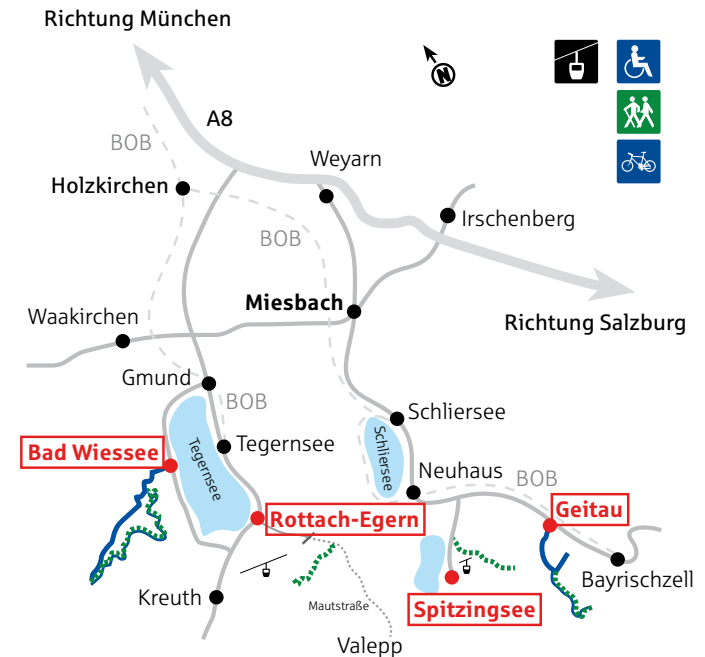 Richtung München
N
A8
BOB
Weyarn
Holzkirchen
Irschenberg
BOB
Miesbach
Waakirchen
Richtung Salzburg
Gmund
BOB
Schliersee
Tegernsee
Bad Wiessee
Tegernsee
Schliersee
Neuhaus
BOB
Geitau
Rottach-Egern
Bayrischzell
Kreuth
Mautstraße
Spitzingsee
Valepp